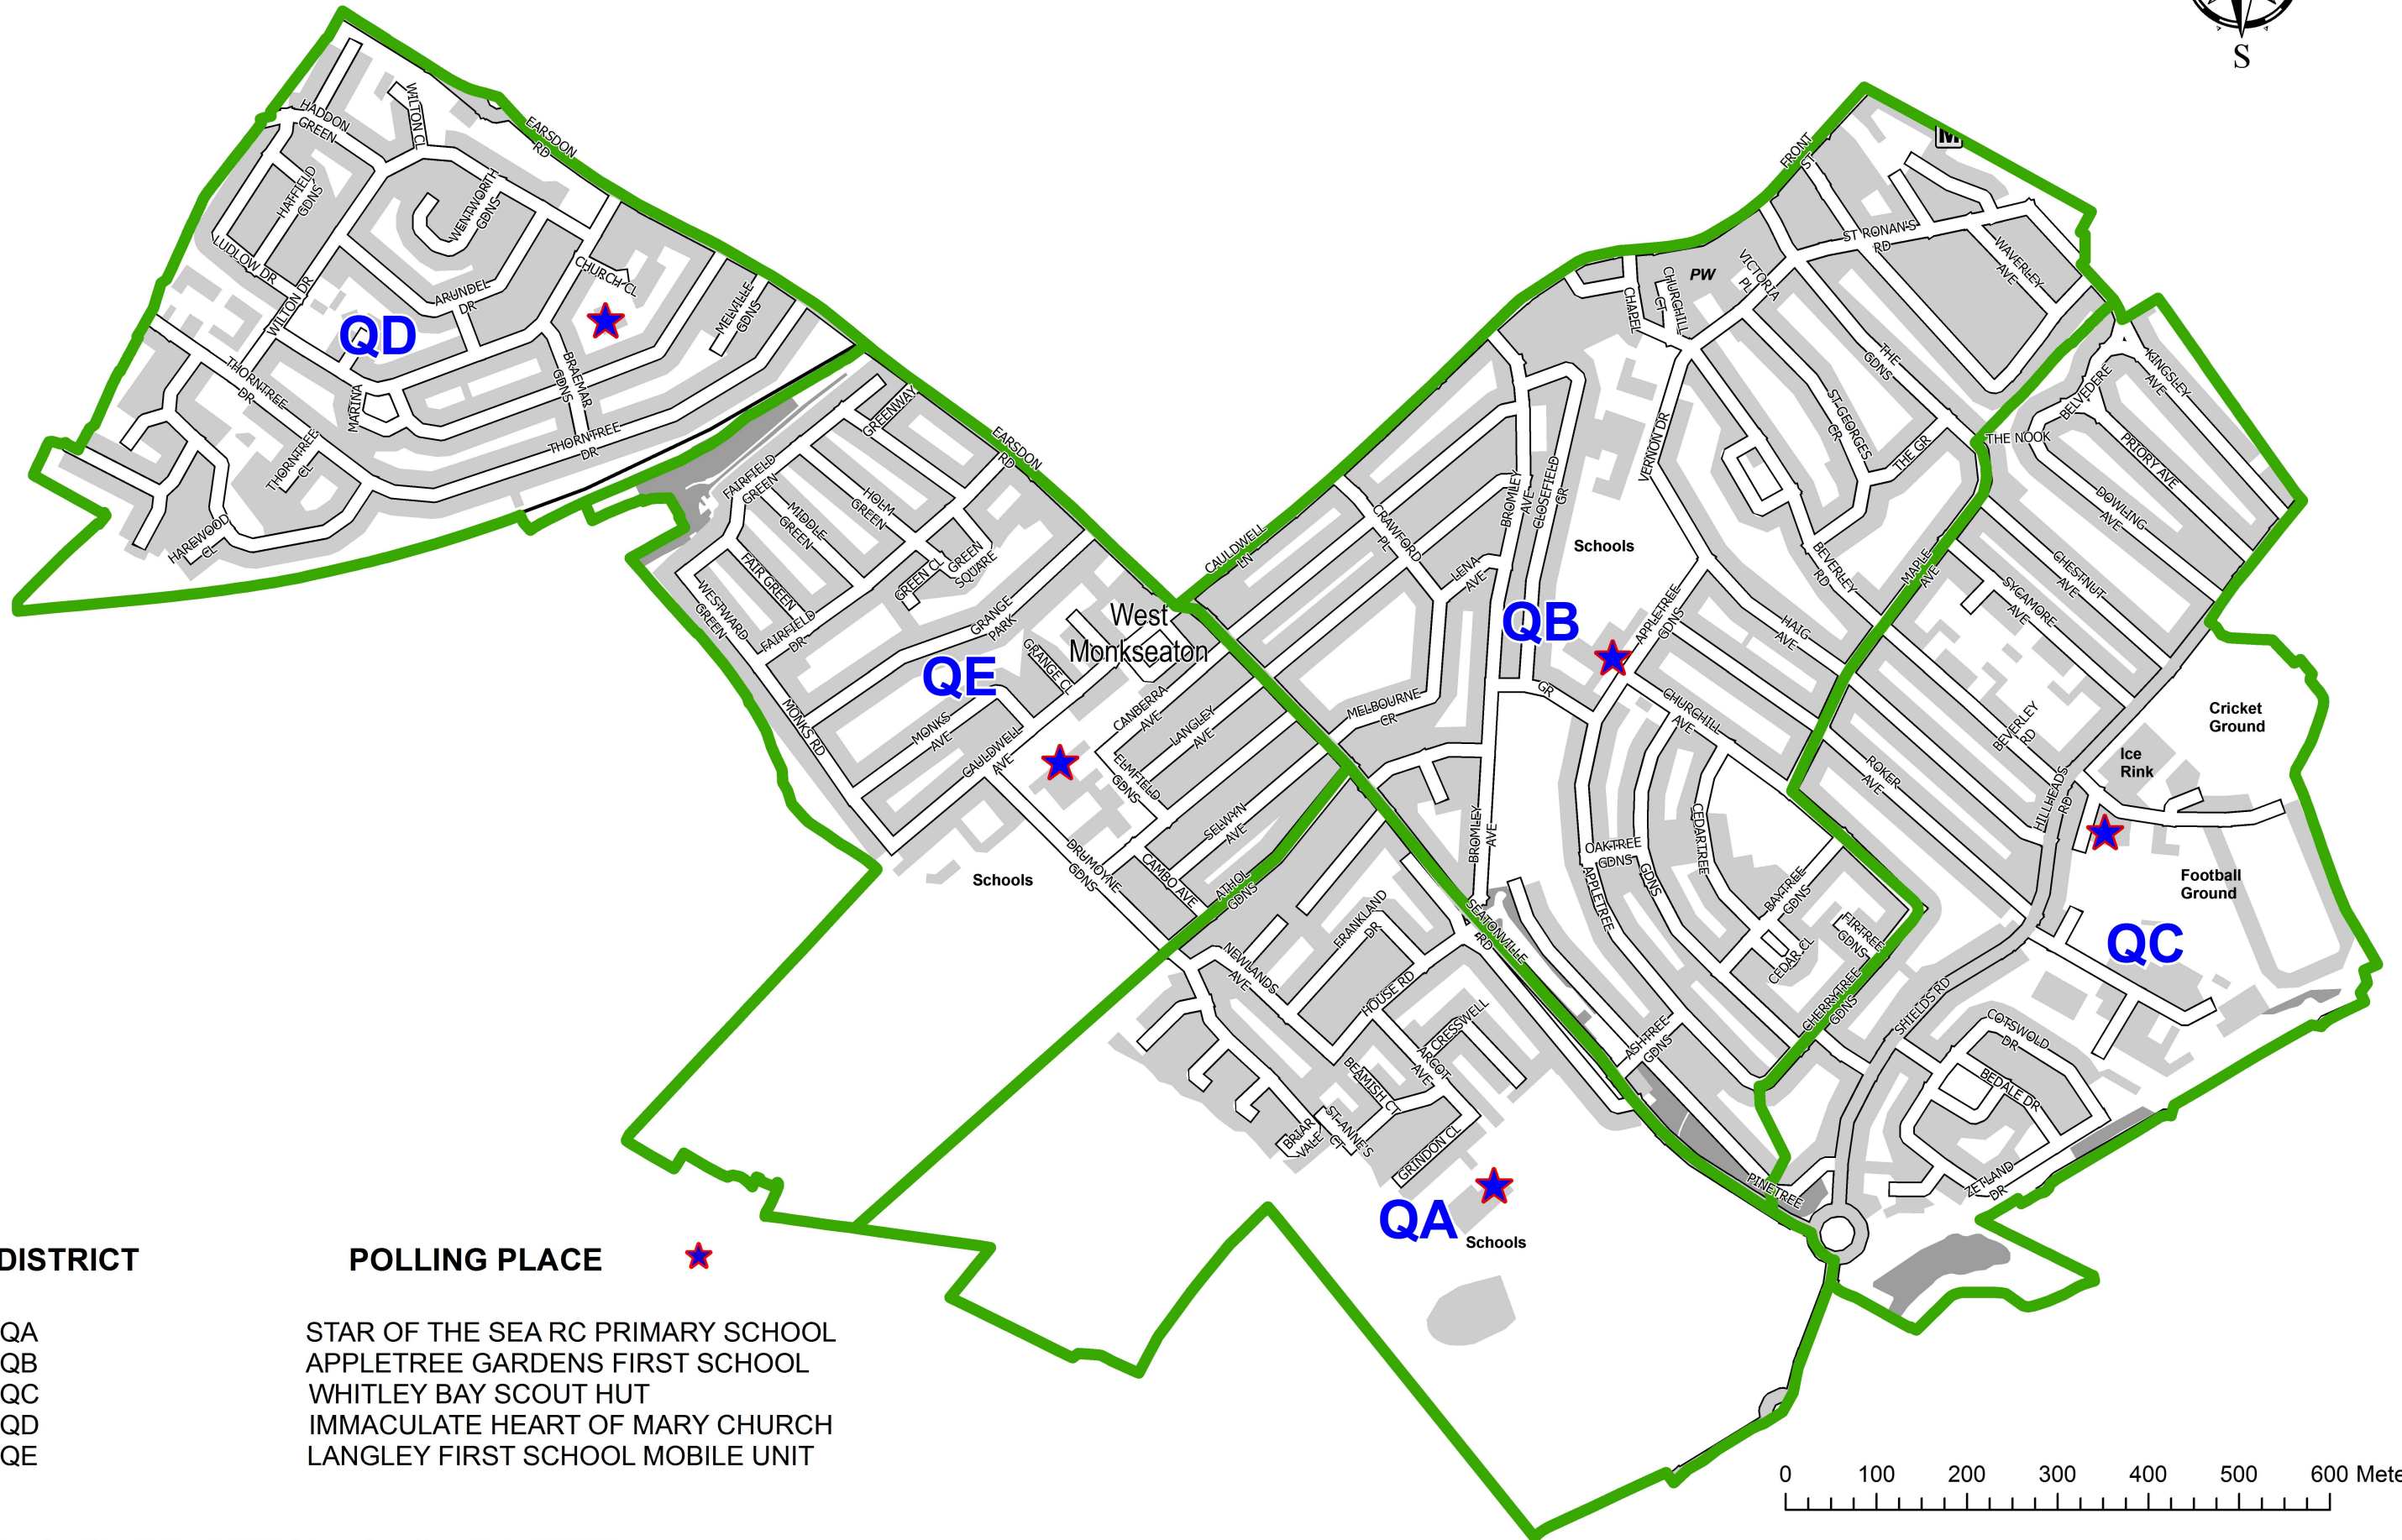 S
M
HADDON
GREEN
WILTON CL
EARSDON
RD
HATFIELD
GDNS
WENTWORTH
GDNS
LUDLOW DR
WILTON DR
ARUNDEL
DR
CHURCH CL
MELVILLE
GDNS
QD
THORNTREE
DR
MARINA
BRAEMAR
GDNS
THORNTREE
CL
THORNTREE
DR
HAREWOOD
CL
FAIRFIELD
GREEN
GREENWAY
EARSDON
RD
MIDDLE
GREEN
HOLM
GREEN
FAIR GREEN
GREEN CL
GREEN
SQUARE
WESTWARD
GREEN
FAIRFIELD
DR
GRANGE
PARK
GRANGE CL
West
Monkseaton
QE
MONKS RD
MONKS
AVE
CAULDWELL
AVE
CANBERRA
AVE
LANGLEY
AVE
ELMFIELD
GDNS
SELWYN
AVE
DRUMOYNE
GDNS
CAMBO AVE
ATHOL
GDNS
Schools
FRONT
ST
ST RONAN'S
RD
WAVERLEY
AVE
PW
VICTORIA
PL
CHURCHILL
CT
CHAPEL
THE
GDNS
ST GEORGES
CR
THE GR
VERNON DR
BROMLEY
AVE
CLOSEFIELD
GR
CRAWFORD
PL
CAULDWELL
LN
LENA
AVE
Schools
QB
APPLETREE
GDNS
HAIG
AVE
BEVERLEY
RD
MAPLE
AVE
THE NOOK
BELVEDERE
KINGSLEY
AVE
PRIORY AVE
DOWLING
AVE
CHESTNUT
AVE
SYCAMORE
AVE
BEVERLEY
RD
Cricket
Ground
Ice
Rink
HILLHEADS
RD
ROKER
AVE
Football
Ground
QC
MELBOURNE
CR
GR
CHURCHILL
AVE
BROMLEY
AVE
OAKTREE
GDNS
GDNS
APPLETREE
CEDARTREE
BAYTREE
GDNS
CEDAR CL
FIRTREE
GDNS
CHERRYTREE
GDNS
SHIELDS RD
COTSWOLD
DR
BEDALE DR
ZETLAND
DR
ASHTREE
GDNS
PINETREE
SEATONVILLE
RD
FRANKLAND
DR
NEWLANDS
AVE
HOUSE RD
CRESSWELL
ARCOT
AVE
BEAMISH CT
ST ANNE'S
CT
BRIAR
VALE
GRINDON CL
QA
Schools
DISTRICT POLLING PLACE
QA STAR OF THE SEA RC PRIMARY SCHOOL
QB APPLETREE GARDENS FIRST SCHOOL
QC WHITLEY BAY SCOUT HUT
QD IMMACULATE HEART OF MARY CHURCH
QE LANGLEY FIRST SCHOOL MOBILE UNIT
0 100 200 300 400 500 600 Mete